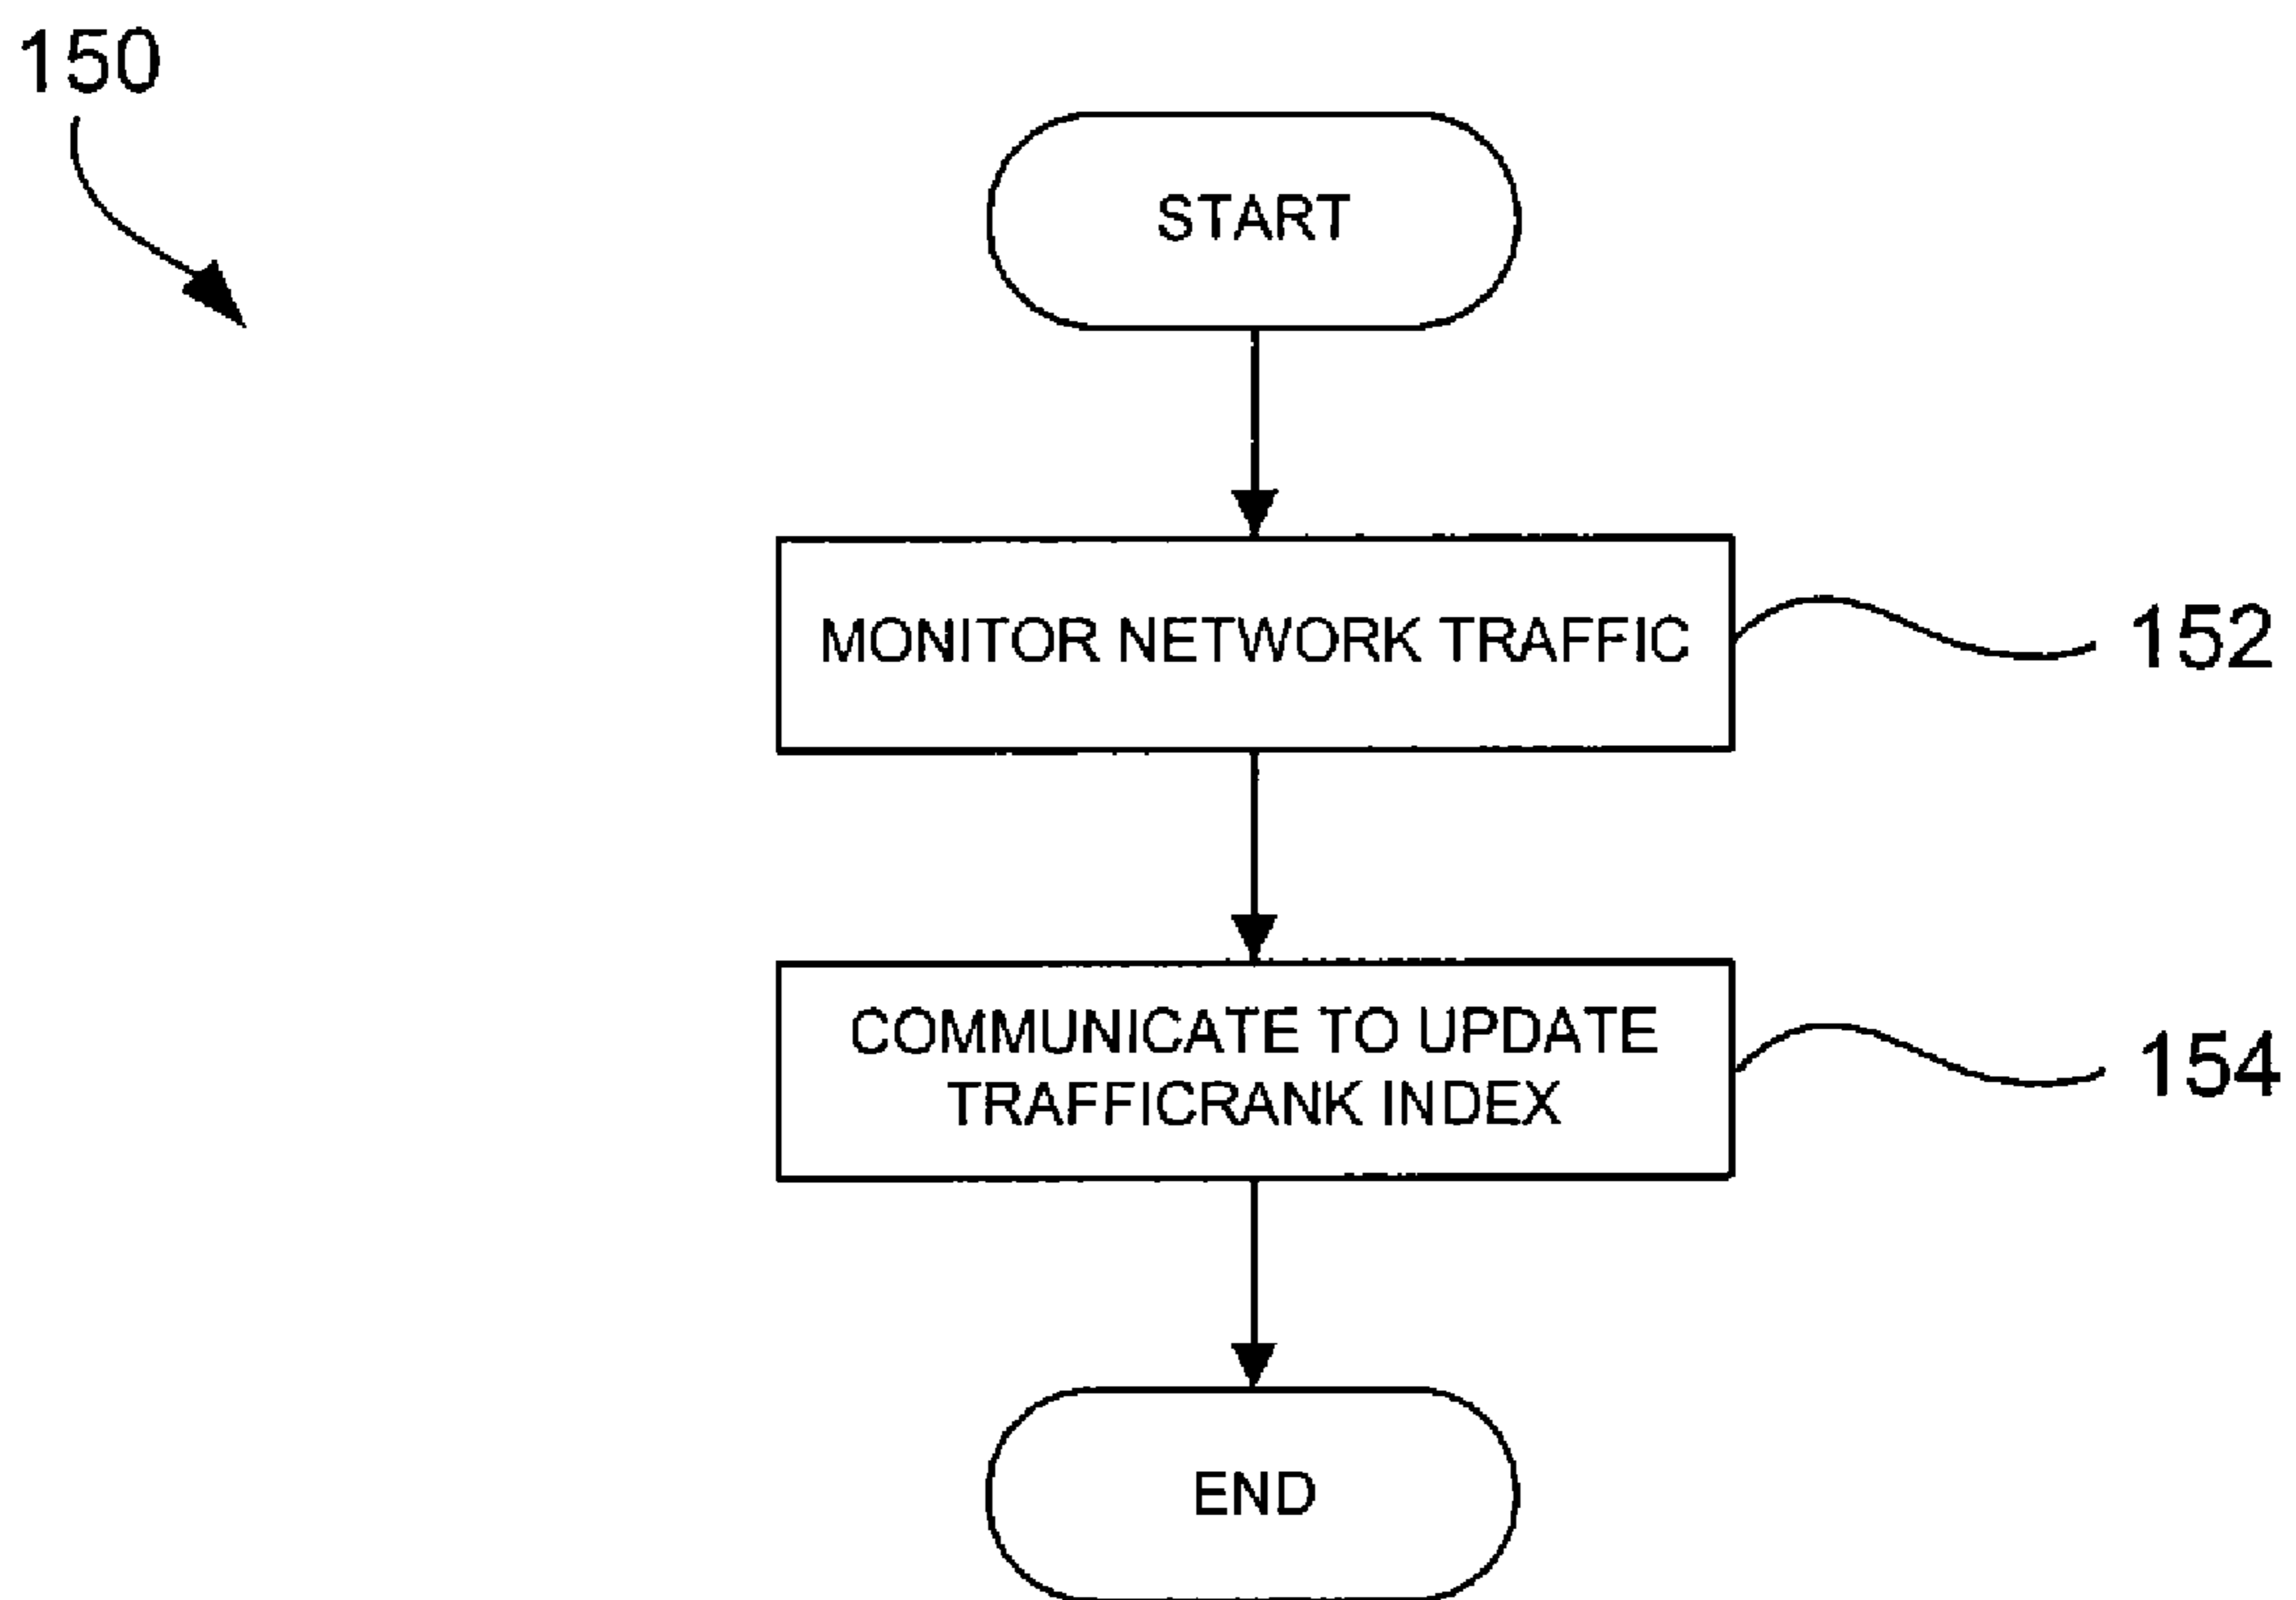 150
START
MONITOR NETWORK TRAFFIC
152
COMMUNICATE TO UPDATE
TRAFFICRANK INDEX
154
END